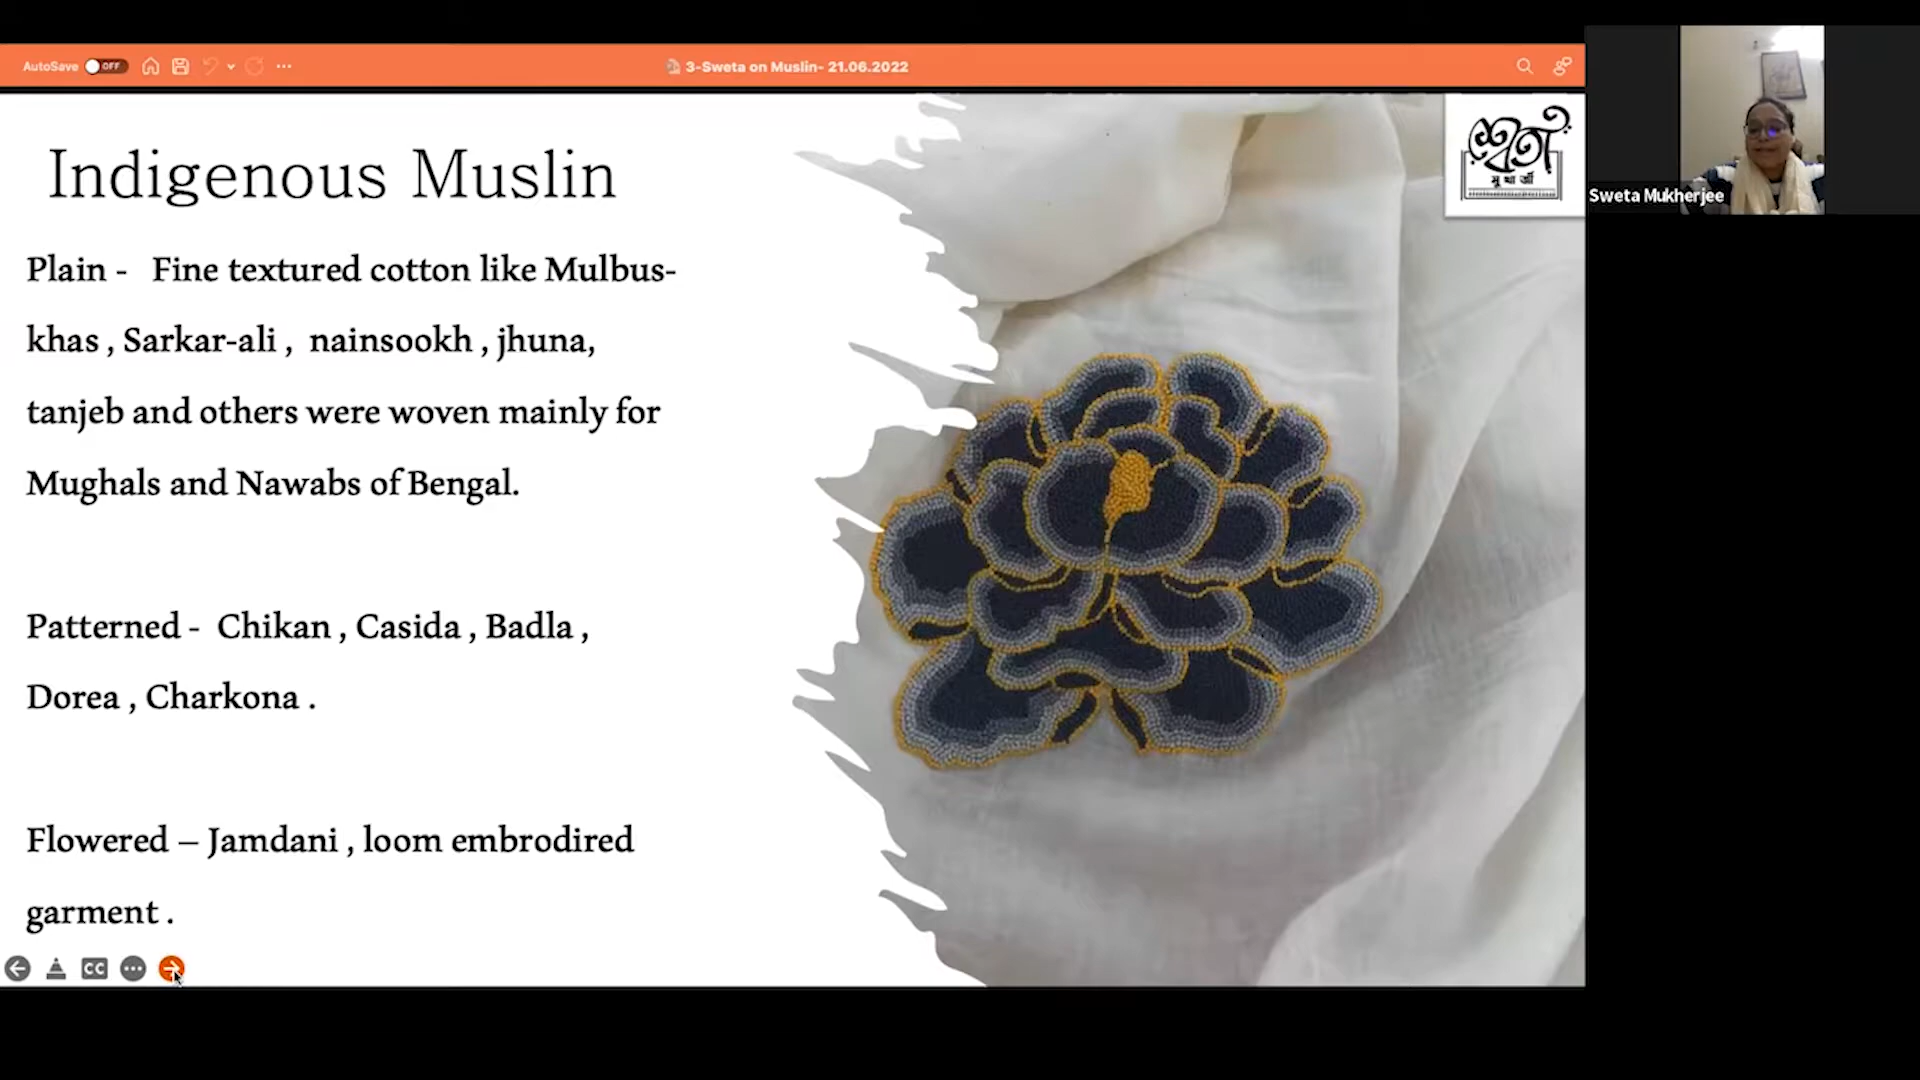 AutoSave OFF
3-Sweta on Muslin- 21.06.2022
Indigenous Muslin
Plain - Fine textured cotton like Mulbus-
khas , Sarkar-ali , nainsookh , jhuna,
tanjeb and others were woven mainly for
Mughals and Nawabs of Bengal.
Patterned - Chikan , Casida , Badla ,
Dorea , Charkona .
Flowered – Jamdani , loom embrodired
garment .
CC
শ্বেতা
Sweta Mukherjee